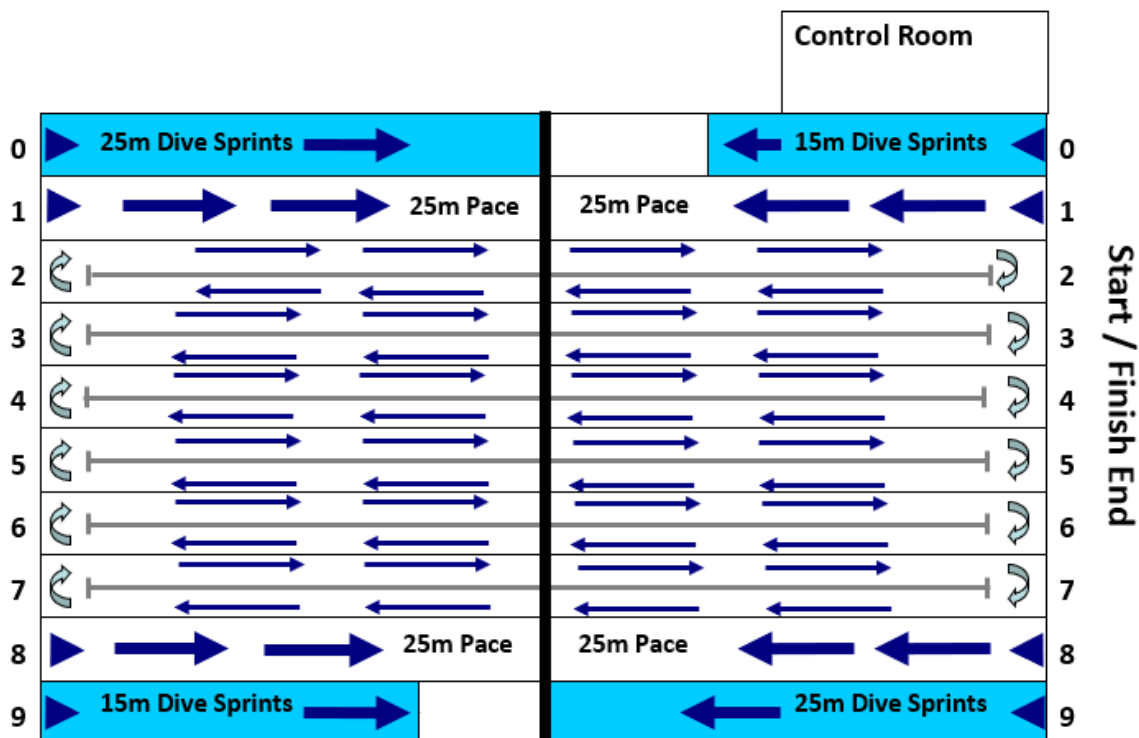 Control Room
0 25m Dive Sprints 15m Dive Sprints 0
1 25m Pace 25m Pace 1
2 2
3 3
4 4
5 5
6 6
7 7
8 25m Pace 25m Pace 8
9 15m Dive Sprints 25m Dive Sprints 9
Start / Finish End